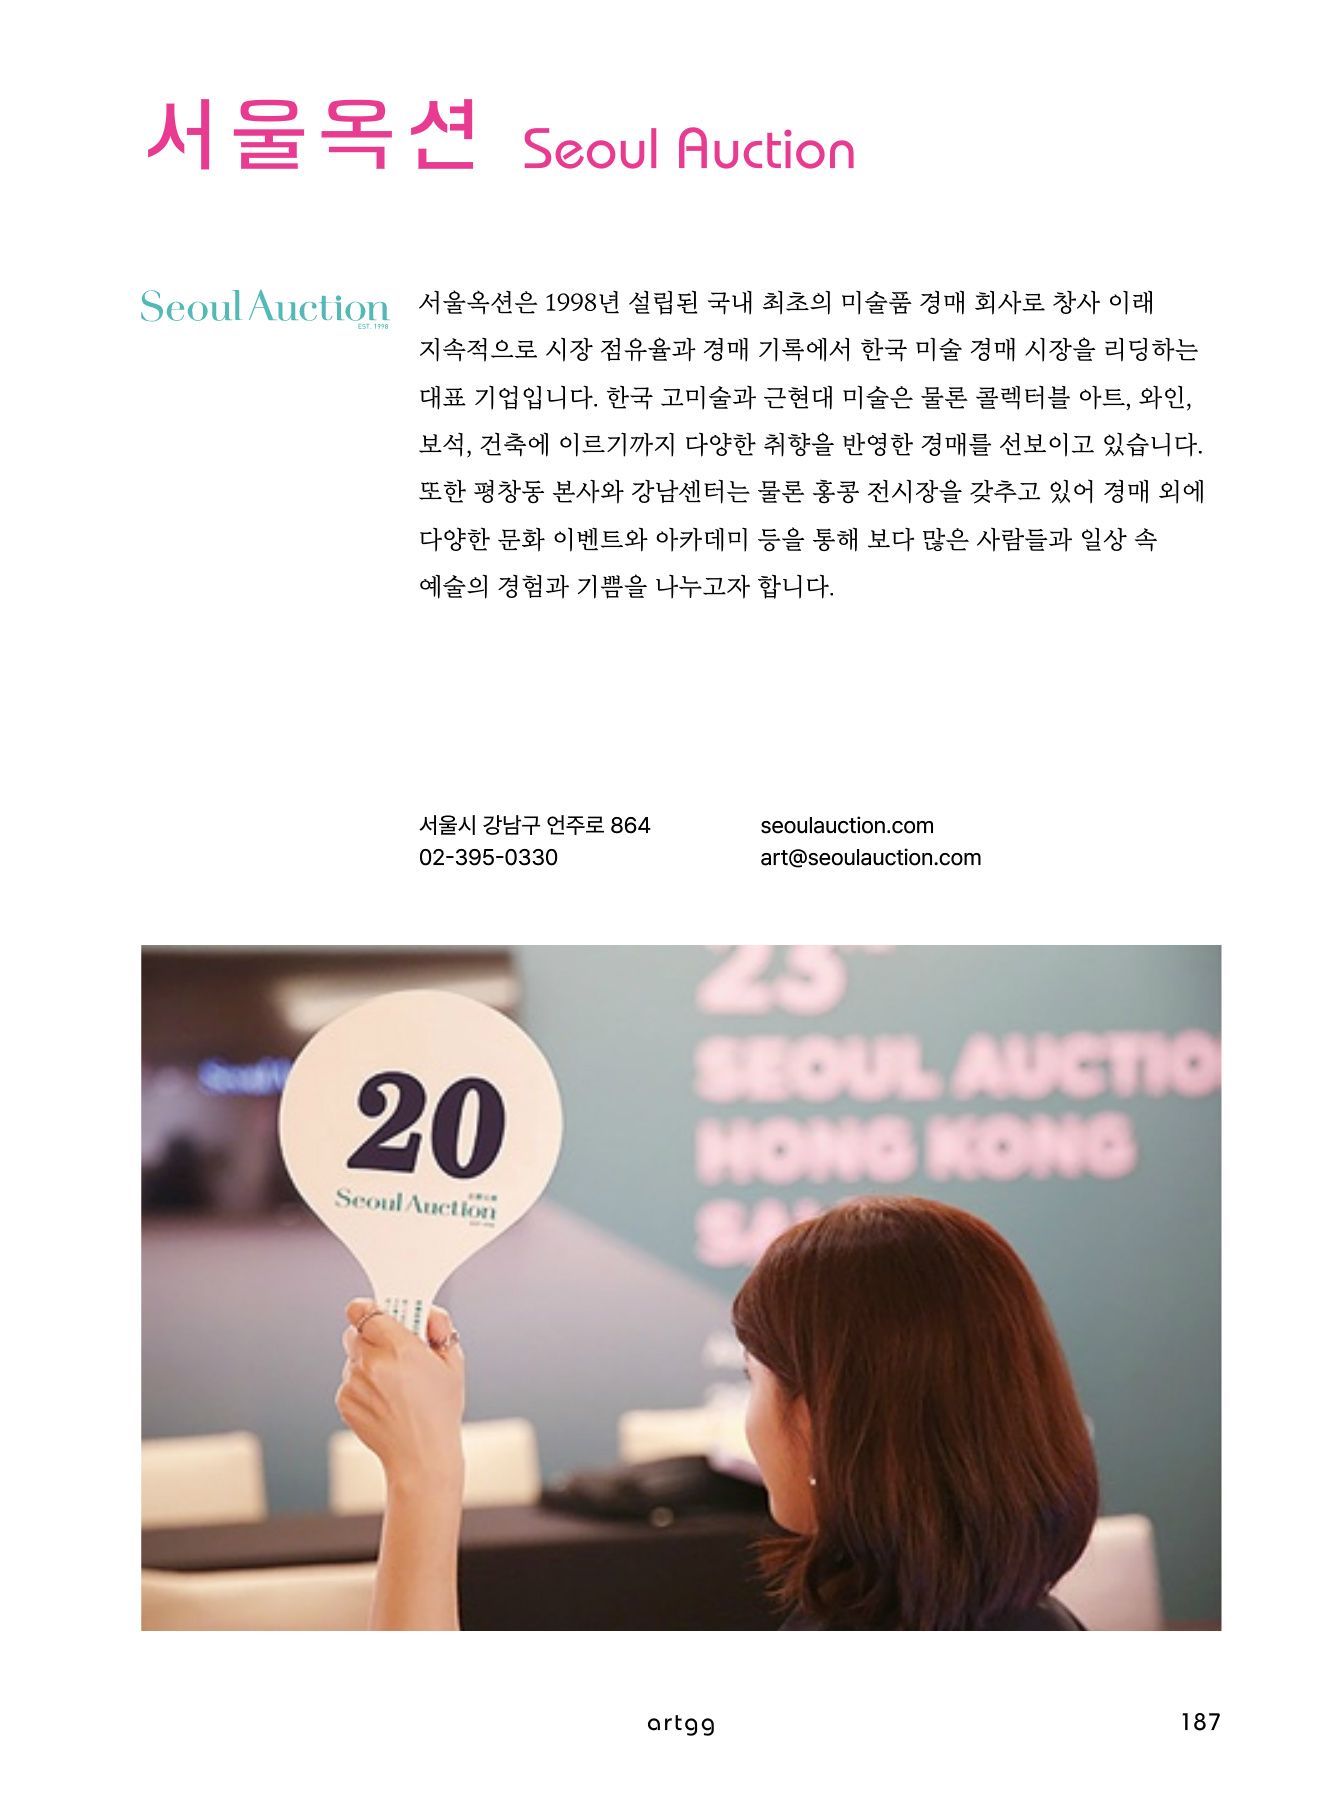 서울옥션 Seoul Auction
Seoul Auction
EST. 1998
서울옥션은 1998년 설립된 국내 최초의 미술품 경매 회사로 창사 이래
지속적으로 시장 점유율과 경매 기록에서 한국 미술 경매 시장을 리딩하는
대표 기업입니다. 한국 고미술과 근현대 미술은 물론 콜렉터블 아트, 와인,
보석, 건축에 이르기까지 다양한 취향을 반영한 경매를 선보이고 있습니다.
또한 평창동 본사와 강남센터는 물론 홍콩 전시장을 갖추고 있어 경매 외에
다양한 문화 이벤트와 아카데미 등을 통해 보다 많은 사람들과 일상 속
예술의 경험과 기쁨을 나누고자 합니다.
서울시 강남구 언주로 864
02-395-0330
seoulauction.com
art@seoulauction.com
23
SEOUL AUCTIO
HONG KONG
SA
20
Seoul Auction
artgg
187